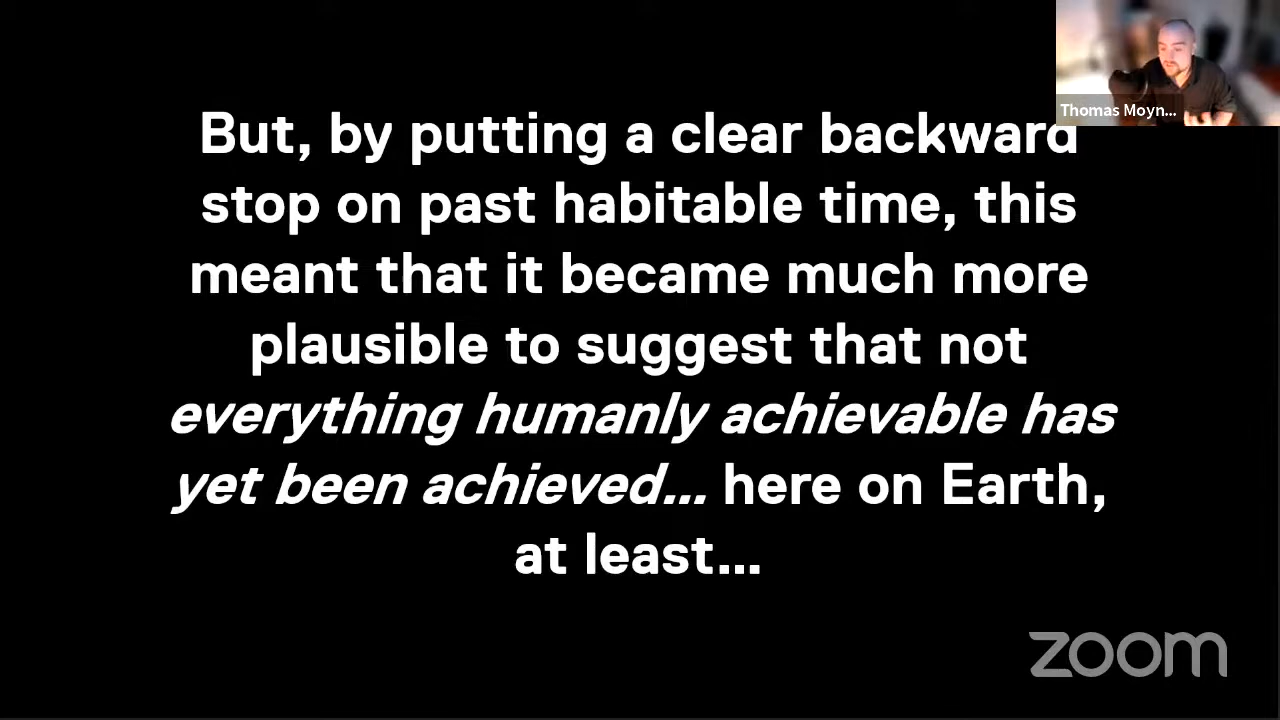 But, by putting a clear backward
stop on past habitable time, this
meant that it became much more
plausible to suggest that not
everything humanly achievable has
yet been achieved... here on Earth,
at least...
Thomas Moyn...
zoom